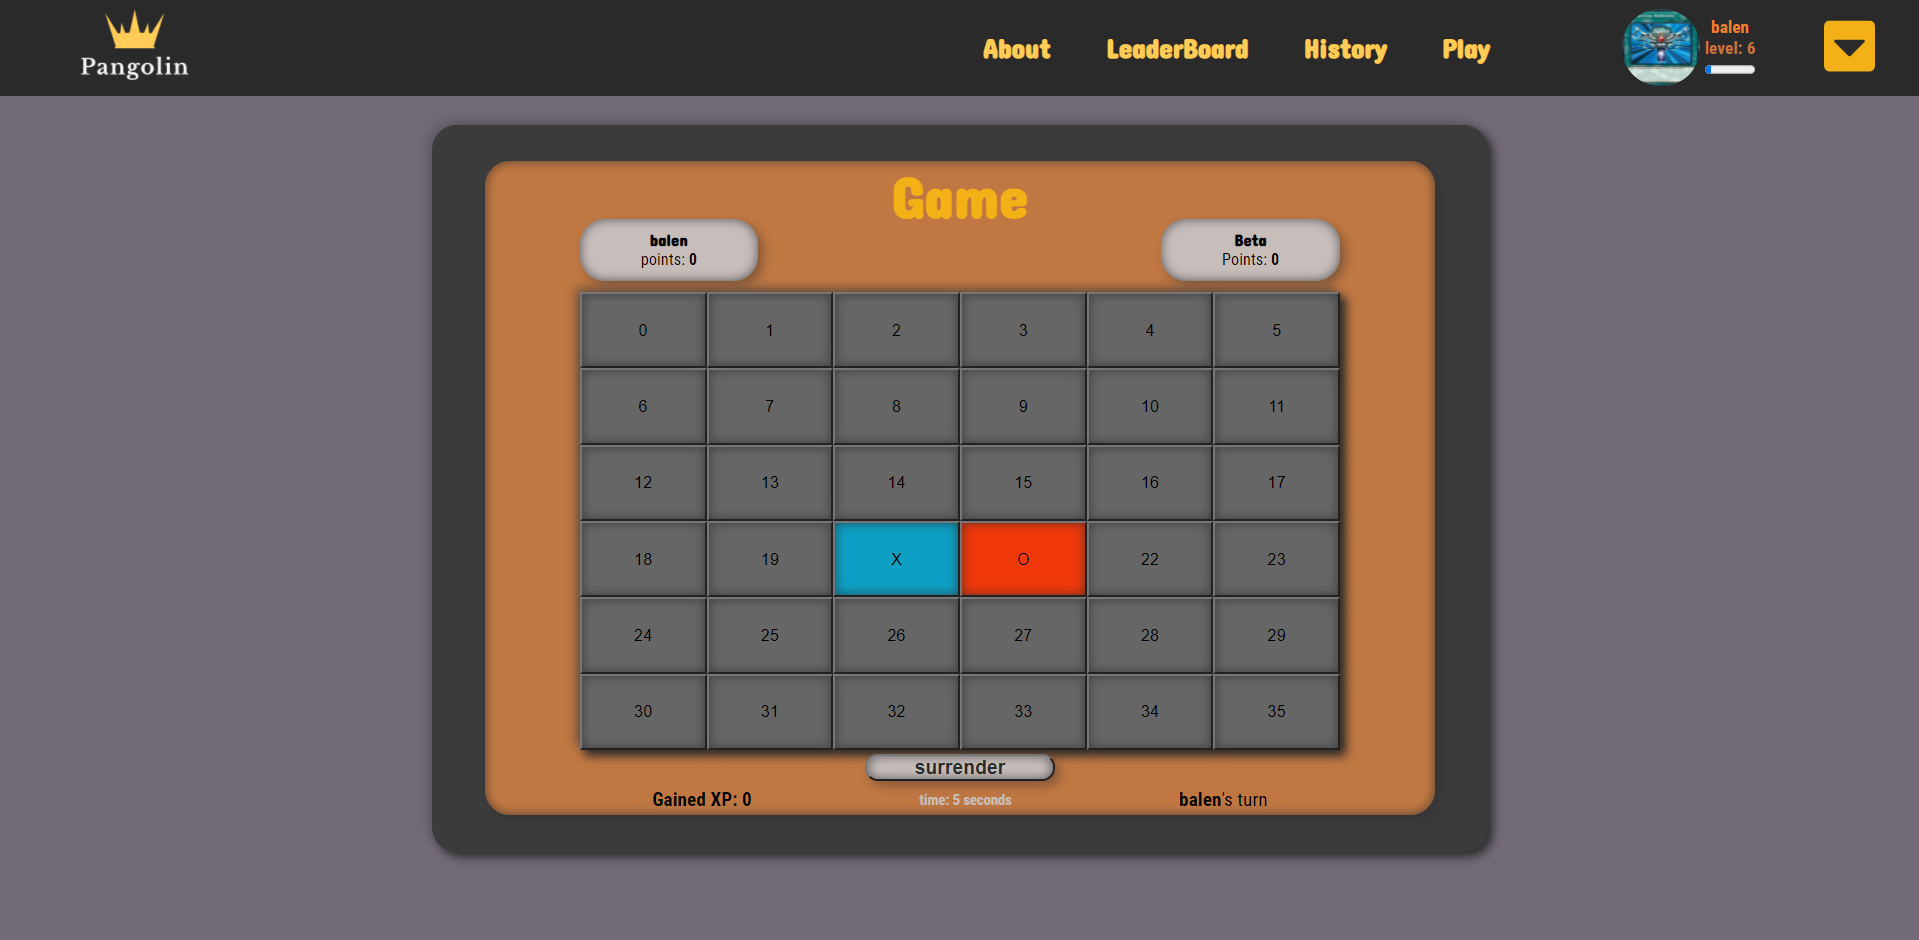 Pangolin
About LeaderBoard History Play
balen
level: 6
Game
balen
points: 0
Beta
Points: 0
0 1 2 3 4 5
6 7 8 9 10 11
12 13 14 15 16 17
18 19 X O 22 23
24 25 26 27 28 29
30 31 32 33 34 35
surrender
Gained XP: 0 time: 5 seconds balen's turn